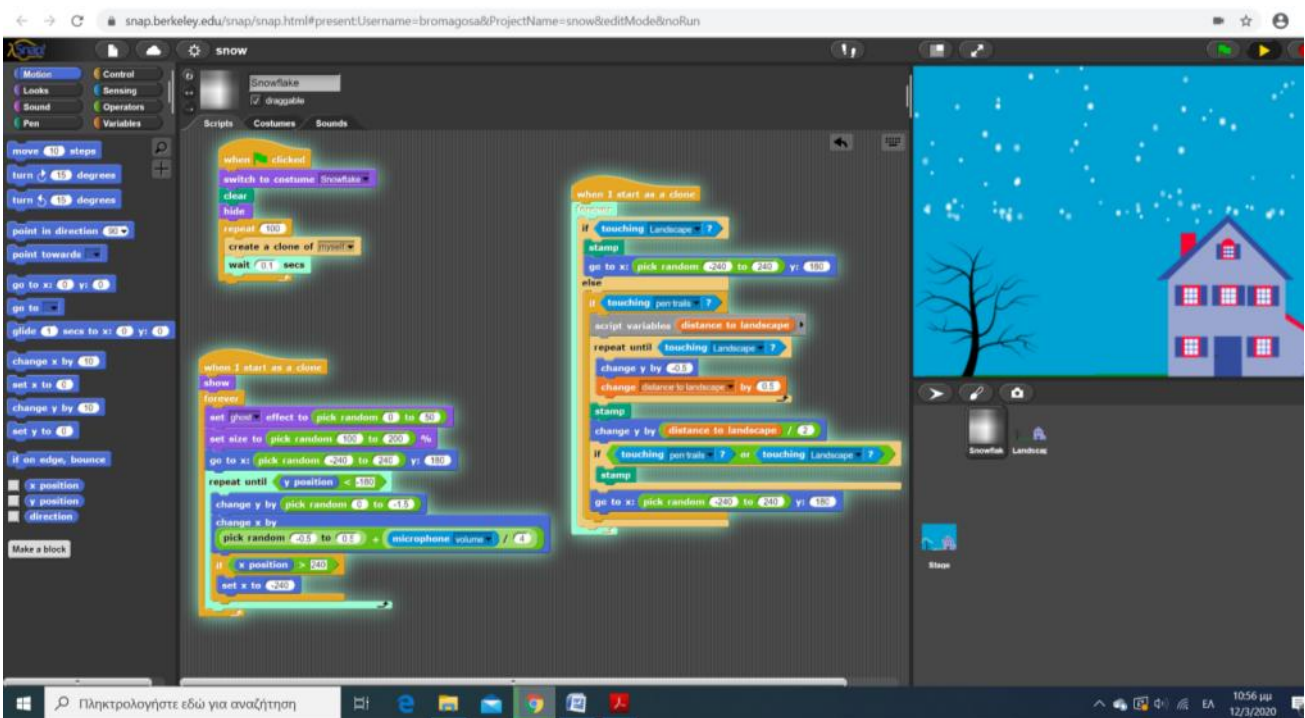 snap.berkeley.edu/snap/snap.html#present:Username=bromagosa&ProjectName=snow&editMode&noRun
Snap!
snow
Motion Control
Looks Sensing
Sound Operators
Pen Variables
Snowflake
draggable
Scripts Costumes Sounds
move 10 steps
turn 15 degrees
turn 15 degrees
point in direction 90
point towards
go to x: 0 y: 0
go to
glide 1 secs to x: 0 y: 0
change x by 10
set x to 0
change y by 10
set y to 0
if on edge, bounce
x position
y position
direction
Make a block
when clicked
switch to costume Snowflake
clear
hide
repeat 100
create a clone of myself
wait 0.1 secs
when I start as a clone
show
forever
set ghost effect to pick random 0 to 50
set size to pick random 100 to 200 %
go to x: pick random -240 to 240 y: 180
repeat until y position < -180
change y by pick random 0 to -1.5
change x by
pick random -0.5 to 0.5 + microphone volume / 4
if x position > 240
set x to -240
when I start as a clone
forever
if touching Landscape ?
stamp
go to x: pick random -240 to 240 y: 180
else
if touching pen trails ?
script variables distance to landscape
repeat until touching Landscape ?
change y by -0.5
change distance to landscape by 0.5
stamp
change y by distance to landscape / 2
if touching pen trails ? or touching Landscape ?
stamp
go to x: pick random -240 to 240 y: 180
Snowflak Landscap
Stage
Πληκτρολογήστε εδώ για αναζήτηση
ΕΛ
10:56 μμ
12/3/2020